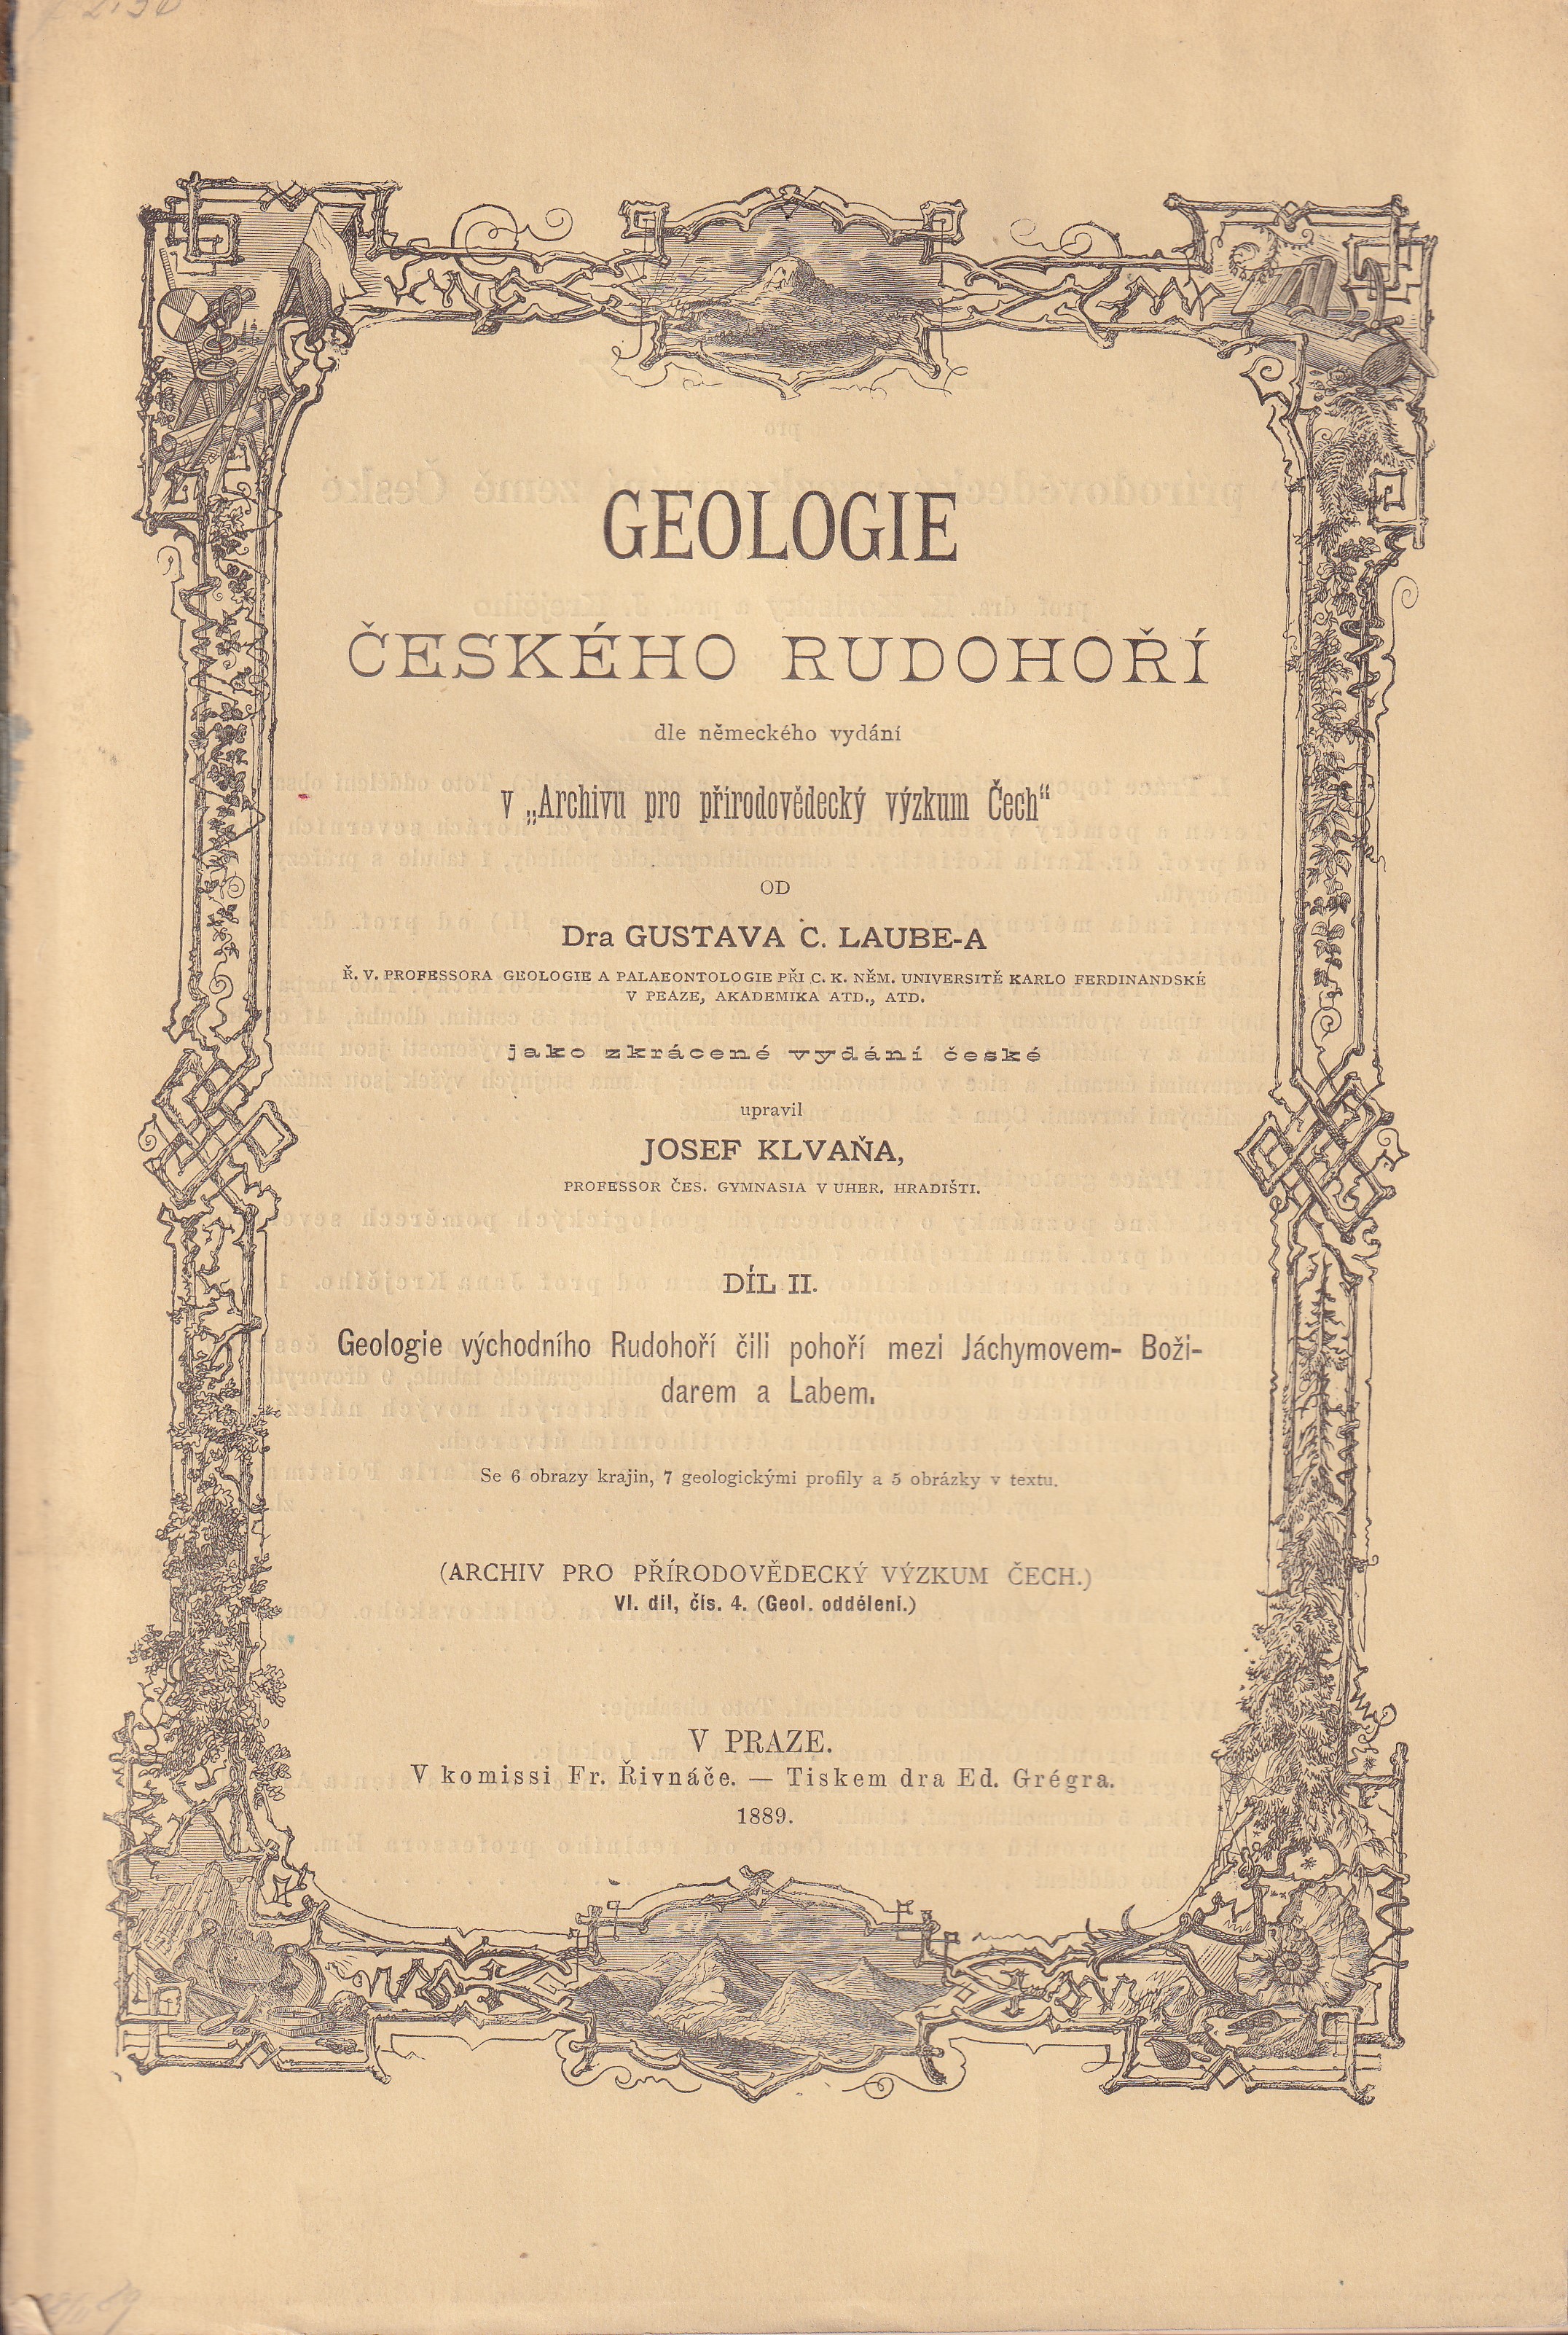 GEOLOGIE
ČESKÉHO RUDOHOŘÍ
dle německého vydání
v „Archivu pro přírodovědecký výzkum Čech“
OD
Dra GUSTAVA C. LAUBE-A
Ř. V. PROFESSORA GEOLOGIE A PALAEONTOLOGIE PŘI C. K. NĚM. UNIVERSITĚ KARLO FERDINANDSKÉ
V PRAZE, AKADEMIKA ATD., ATD.
jako zkrácené vydání české
upravil
JOSEF KLVAŇA,
PROFESSOR ČES. GYMNASIA V UHER. HRADIŠTI.
DÍL II.
Geologie východního Rudohoří čili pohoří mezi Jáchymovem- Boži-
darem a Labem.
Se 6 obrazy krajin, 7 geologickými profily a 5 obrázky v textu.
(ARCHIV PRO PŘÍRODOVĚDECKÝ VÝZKUM ČECH.)
VI. díl, čís. 4. (Geol. oddělení.)
V PRAZE.
V komissi Fr. Řivnáče. — Tiskem dra Ed. Grégra.
1889.